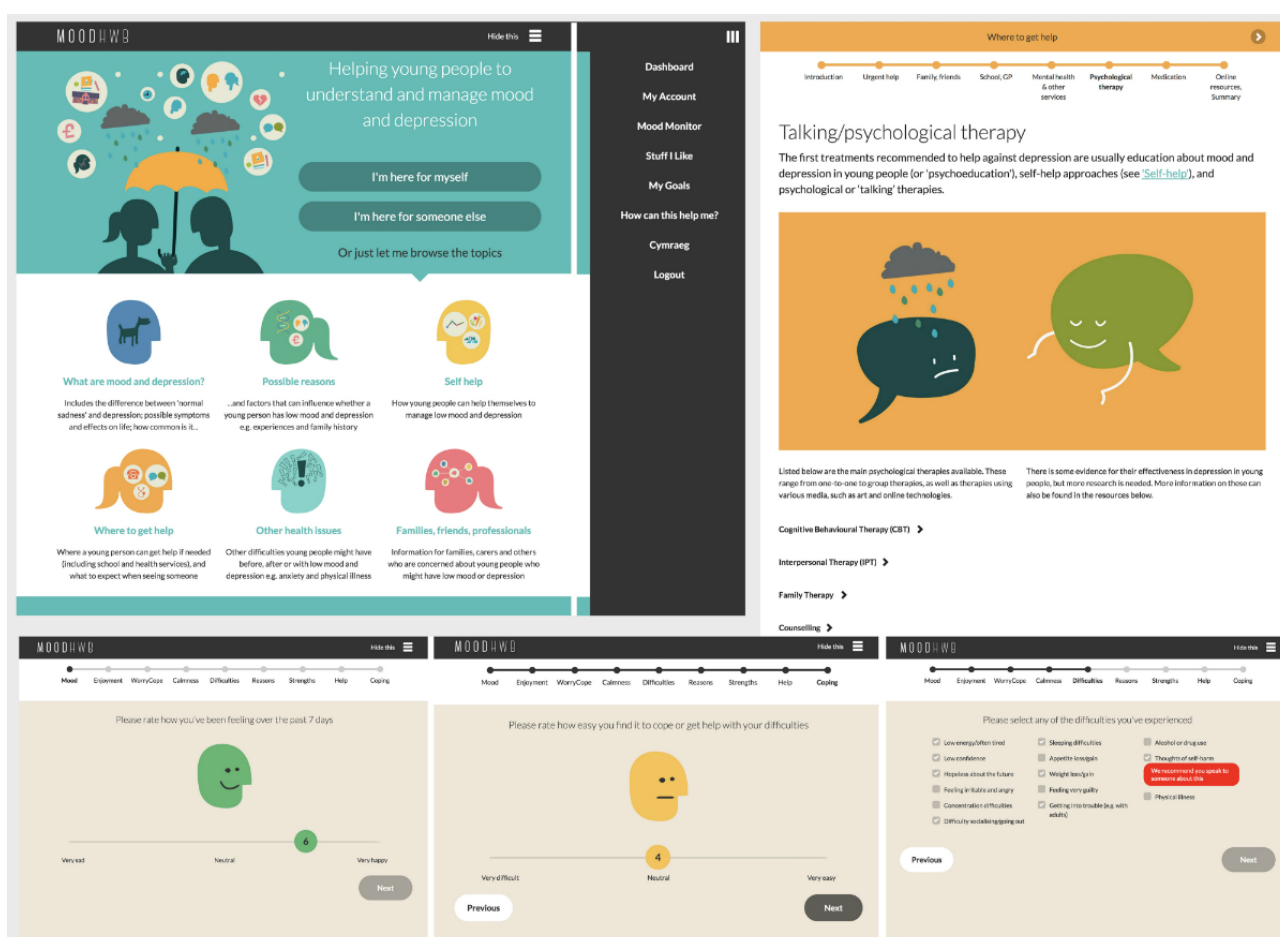 MOODHWB
Hide this
Helping young people to
understand and manage mood
and depression
I'm here for myself
I'm here for someone else
Or just let me browse the topics
What are mood and depression?
Includes the difference between 'normal
sadness' and depression; possible symptoms
and effects on life; how common is it...
Possible reasons
...and factors that can influence whether a
young person has low mood and depression
e.g. experiences and family history
Self help
How young people can help themselves to
manage low mood and depression
Where to get help
Where a young person can get help if needed
(including school and health services), and
what to expect when seeing someone
Other health issues
Other difficulties young people might have
before, after or with low mood and
depression e.g. anxiety and physical illness
Families, friends, professionals
Information for families, carers and others
who are concerned about young people who
might have low mood or depression
Dashboard
My Account
Mood Monitor
Stuff I Like
My Goals
How can this help me?
Cymraeg
Logout
Where to get help
Introduction
Urgent help
Family, friends
School, GP
Mental health
& other
services
Psychological
therapy
Medication
Online
resources,
Summary
Talking/psychological therapy
The first treatments recommended to help against depression are usually education about mood and
depression in young people (or 'psychoeducation'), self-help approaches (see 'Self-help'), and
psychological or 'talking' therapies.
Listed below are the main psychological therapies available. These
range from one-to-one to group therapies, as well as therapies using
various media, such as art and online technologies.
There is some evidence for their effectiveness in depression in young
people, but more research is needed. More information on these can
also be found in the resources below.
Cognitive Behavioural Therapy (CBT)
Interpersonal Therapy (IPT)
Family Therapy
Counselling
MOODHWB
Hide this
Mood Enjoyment WorryCope Calmness Difficulties Reasons Strengths Help Coping
Please rate how you've been feeling over the past 7 days
6
Very sad Neutral Very happy
Next
MOODHWB
Hide this
Mood Enjoyment WorryCope Calmness Difficulties Reasons Strengths Help Coping
Please rate how easy you find it to cope or get help with your difficulties
4
Very difficult Neutral Very easy
Previous
Next
MOODHWB
Hide this
Mood Enjoyment WorryCope Calmness Difficulties Reasons Strengths Help Coping
Please select any of the difficulties you've experienced
Low energy/often tired
Low confidence
Hopeless about the future
Feeling irritable and angry
Concentration difficulties
Difficulty socialising/going out
Sleeping difficulties
Appetite loss/gain
Weight loss/gain
Feeling very guilty
Getting into trouble (e.g. with
adults)
Alcohol or drug use
Thoughts of self-harm
We recommend you speak to
someone about this
Physical illness
Previous
Next